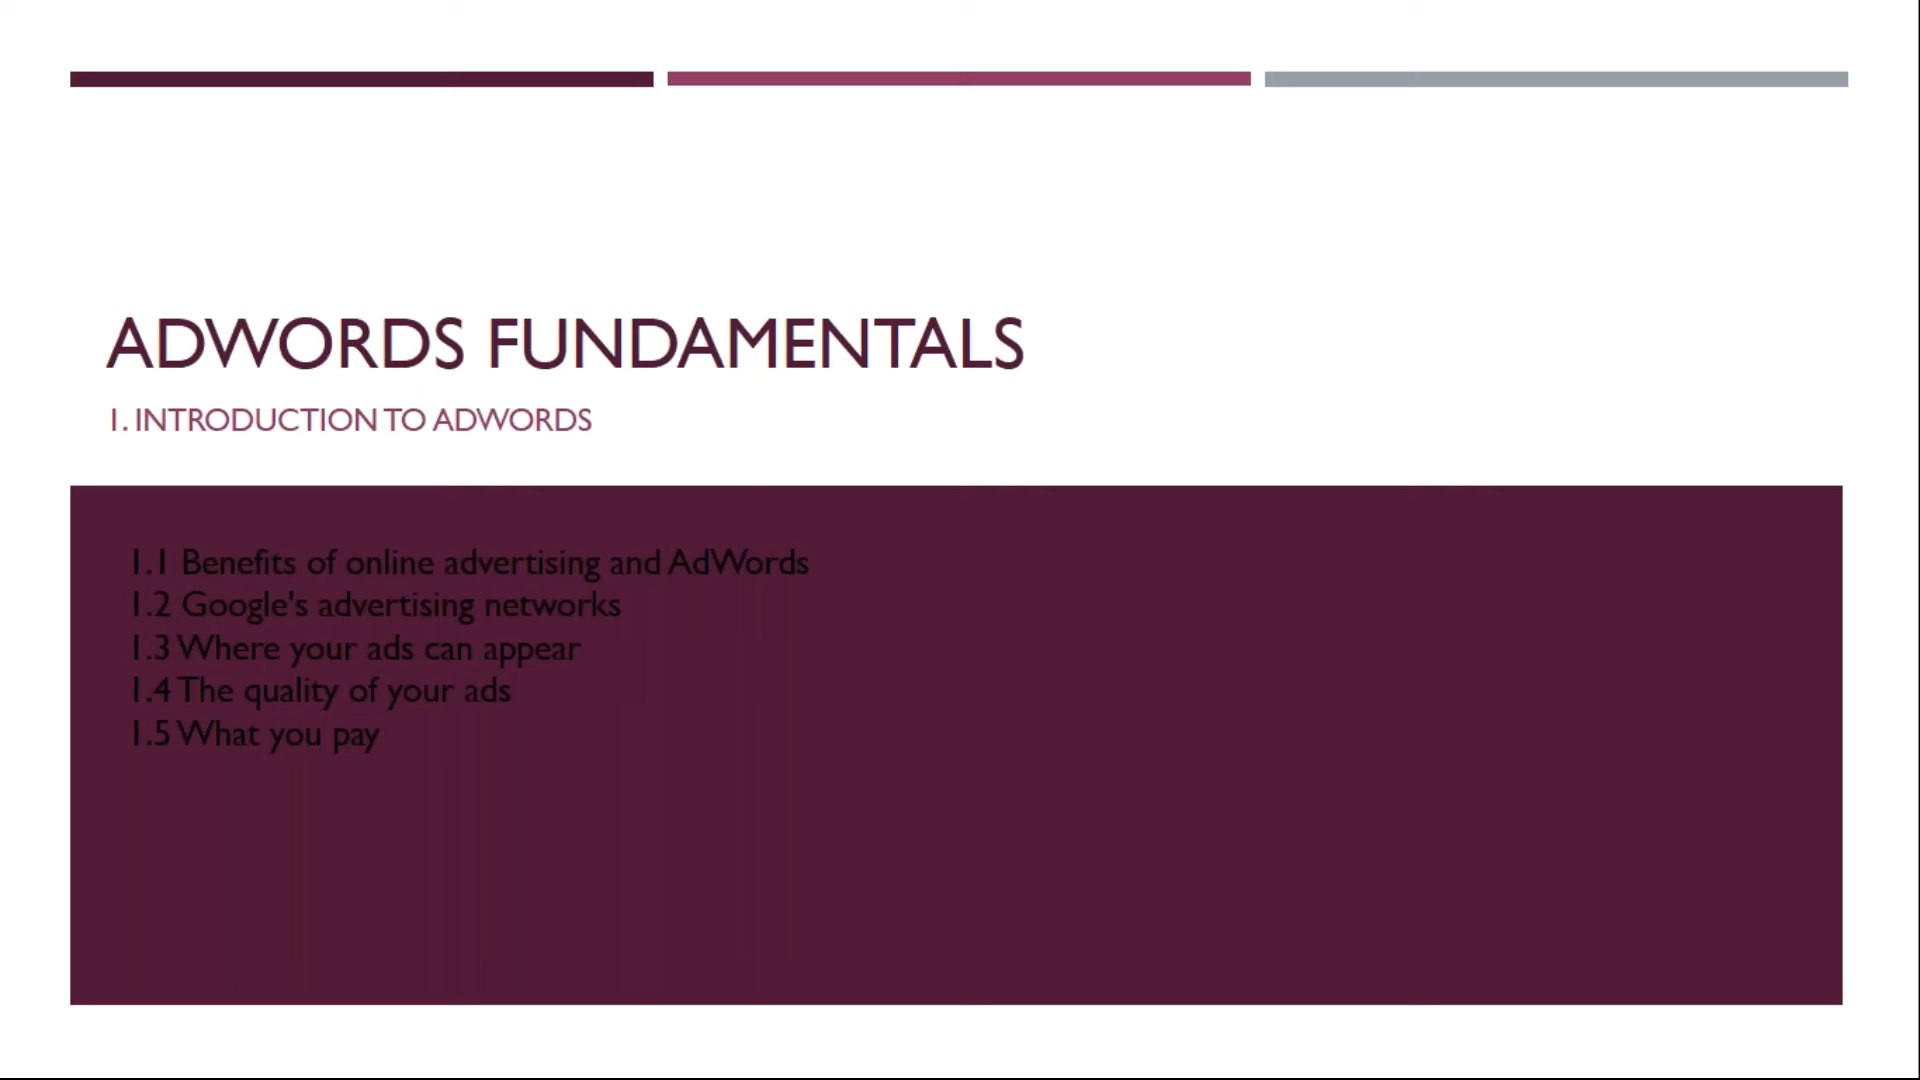 ADWORDS FUNDAMENTALS
1. INTRODUCTION TO ADWORDS
1.1 Benefits of online advertising and AdWords
1.2 Google's advertising networks
1.3 Where your ads can appear
1.4 The quality of your ads
1.5 What you pay